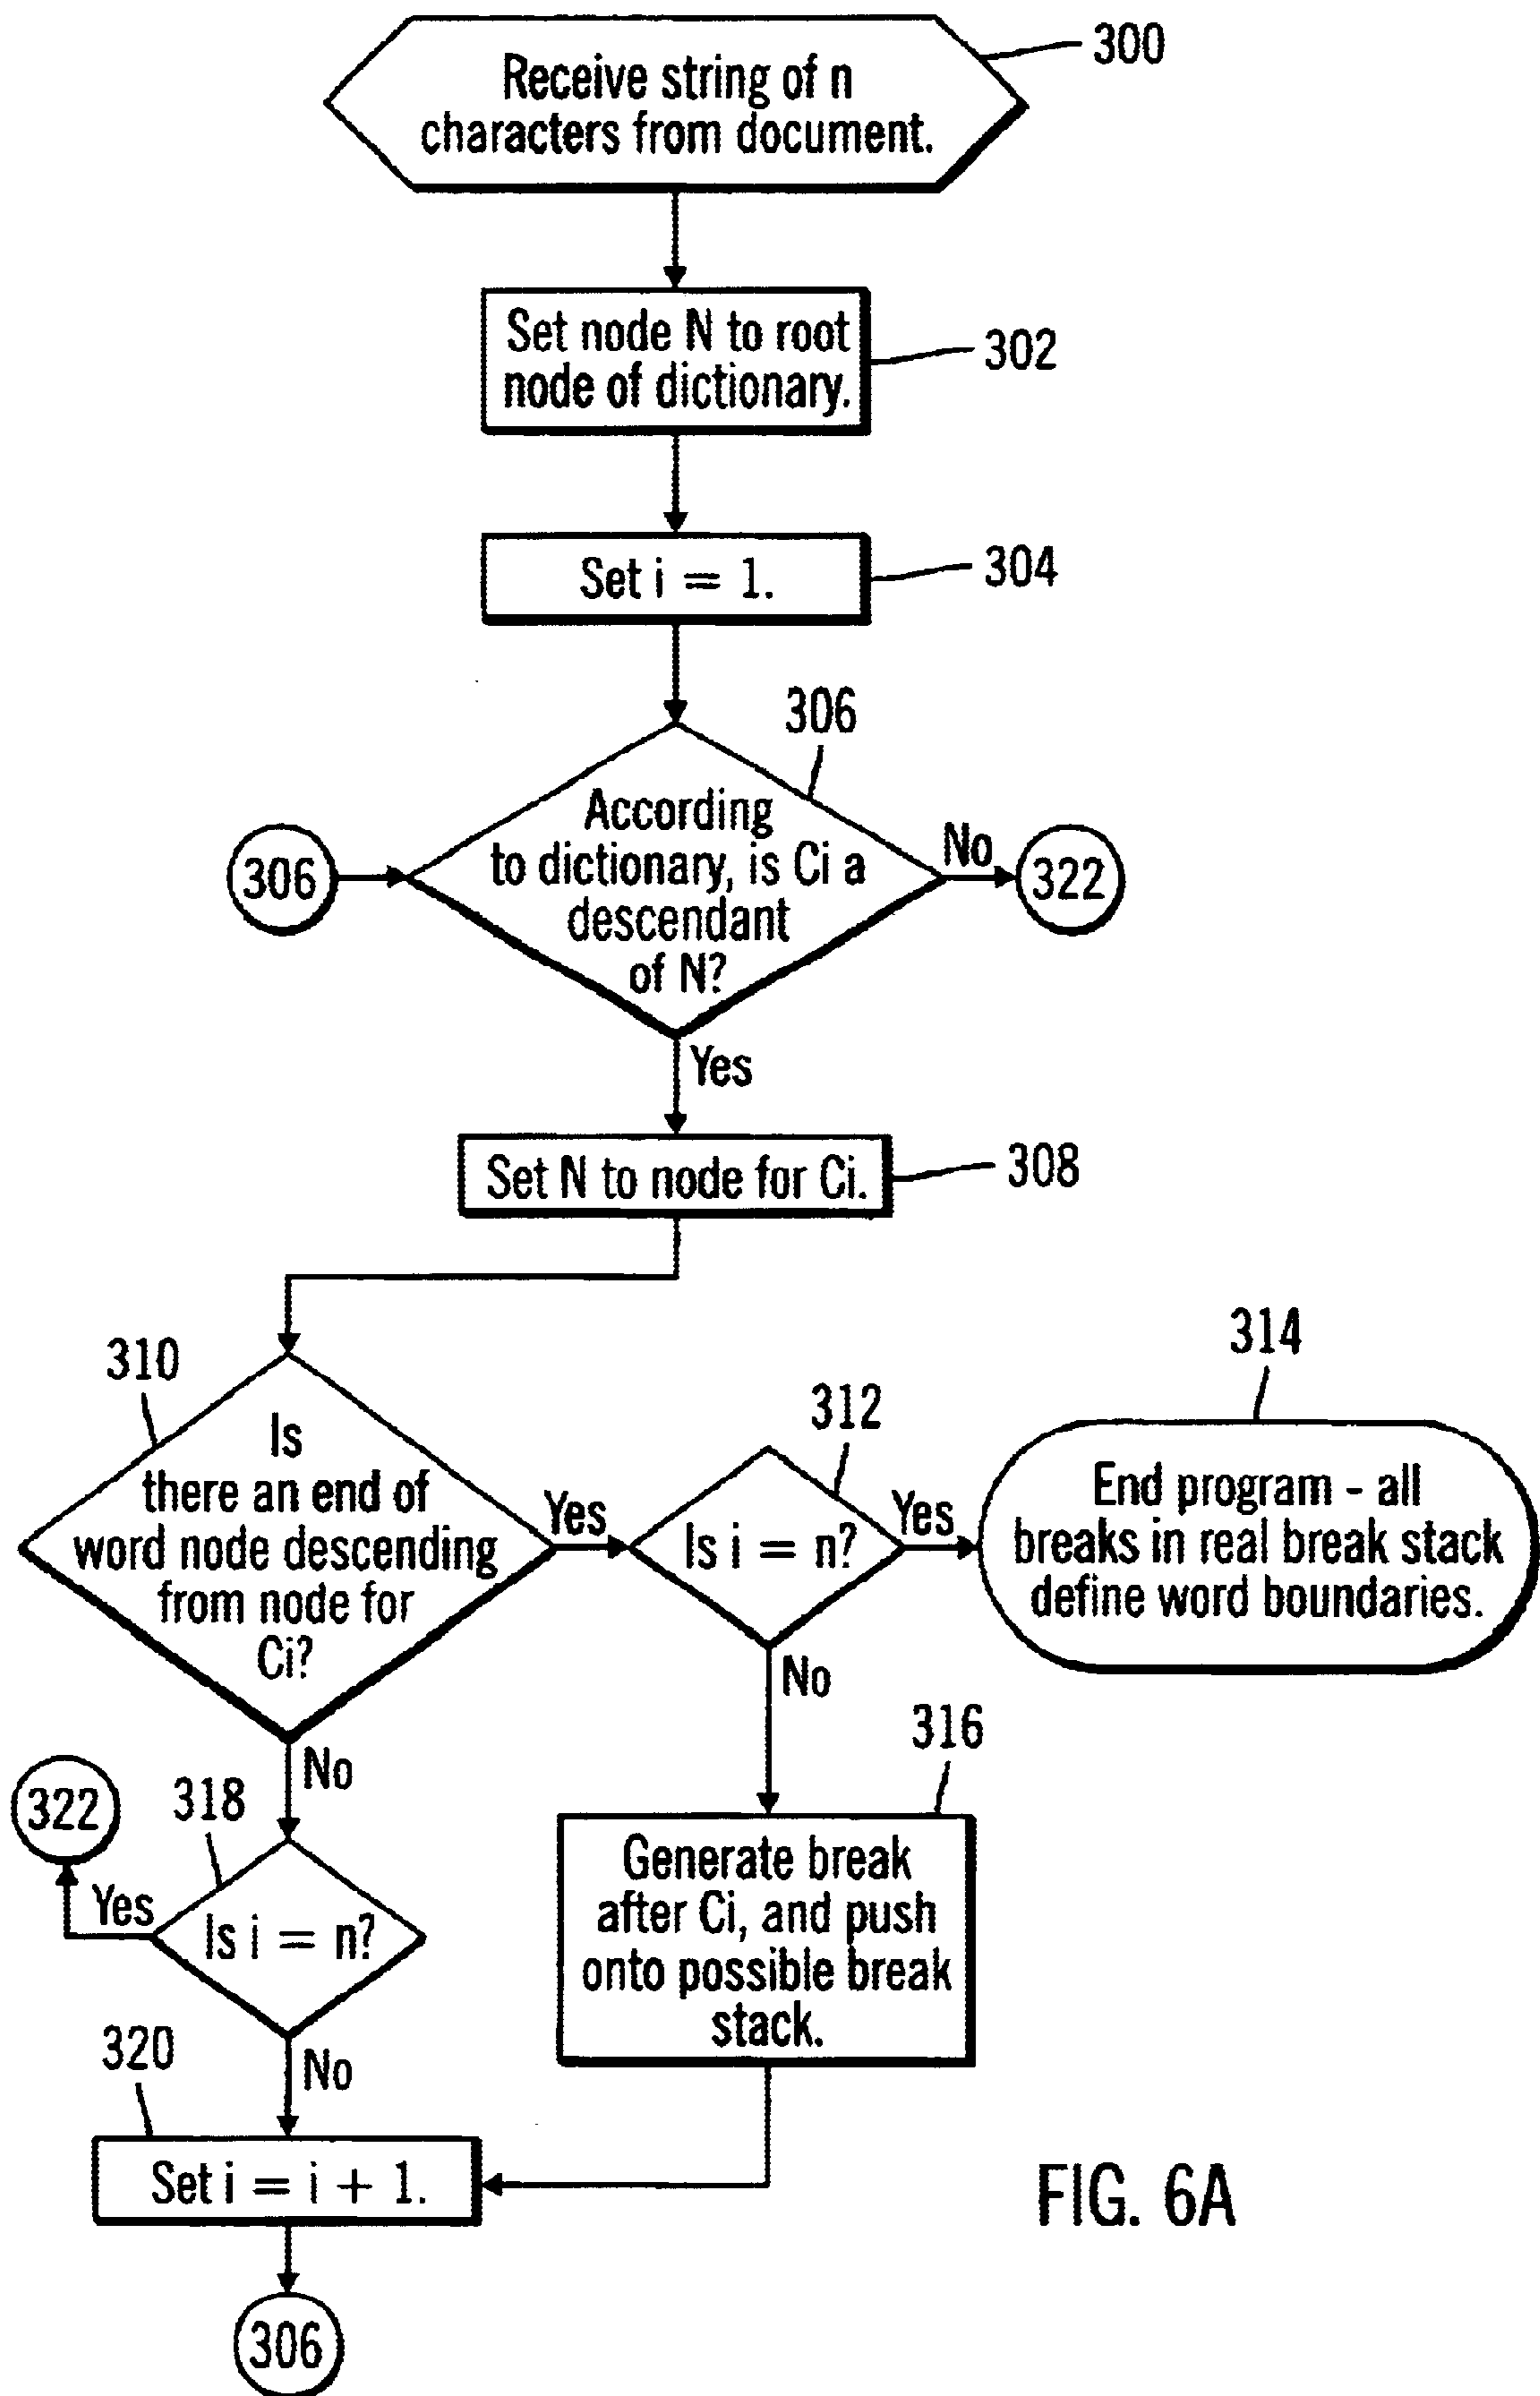 300
Receive string of n
characters from document.
Set node N to root
node of dictionary.
302
Set i = 1.
304
306
According
to dictionary, is Ci a
descendant
of N?
306
No
322
Yes
Set N to node for Ci.
308
310
Is
there an end of
word node descending
from node for
Ci?
Yes
312
Is i = n?
Yes
314
End program - all
breaks in real break stack
define word boundaries.
No
No
316
Generate break
after Ci, and push
onto possible break
stack.
322
318
Yes
Is i = n?
No
320
Set i = i + 1.
306
FIG. 6A